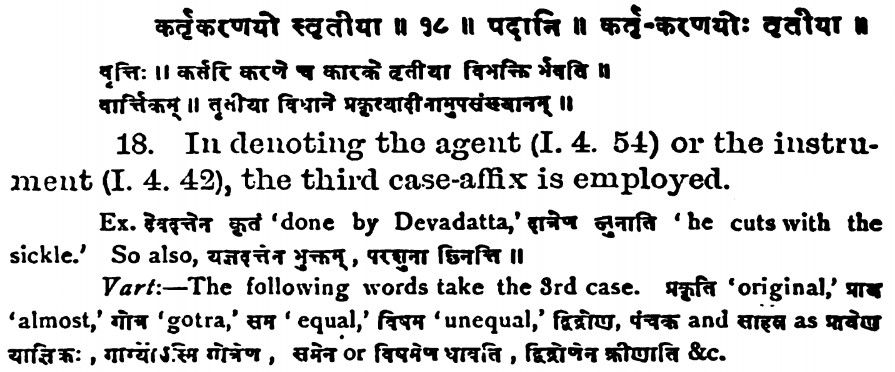 कर्तृकरणयो स्तृतीया ॥ १८ ॥ पदानि ॥ कर्तृ-करणयोः तृतीया ॥
वृत्तिः ॥ कर्त्तरि करणे च कारके तृतीया विभक्ति र्भवति ॥
वार्त्तिकम् ॥ तृतीया विधाने प्रकृत्यादीनामुपसंख्यानम् ॥
18. In denoting the agent (I. 4. 54) or the instru-
ment (I. 4. 42), the third case-affix is employed.
Ex. देवदत्तेन कृतं ‘done by Devadatta,’ दात्रेण लुनाति ‘he cuts with the
sickle.’ So also, यज्ञदत्तेन भुक्तम्, परशुना छिनत्ति ॥
Vart:—The following words take the 3rd case. प्रकृति ‘original,’ प्राय
‘almost,’ गोत्र ‘gotra,’ सम ‘equal,’ विषम ‘unequal,’ द्विद्रोण, पंचक and साहस्र as प्रायेण
याज्ञिकः, गार्ग्योऽस्मि गोत्रेण, समेन or विषमेण धावति, द्विद्रोणेन क्रीणाति &c.